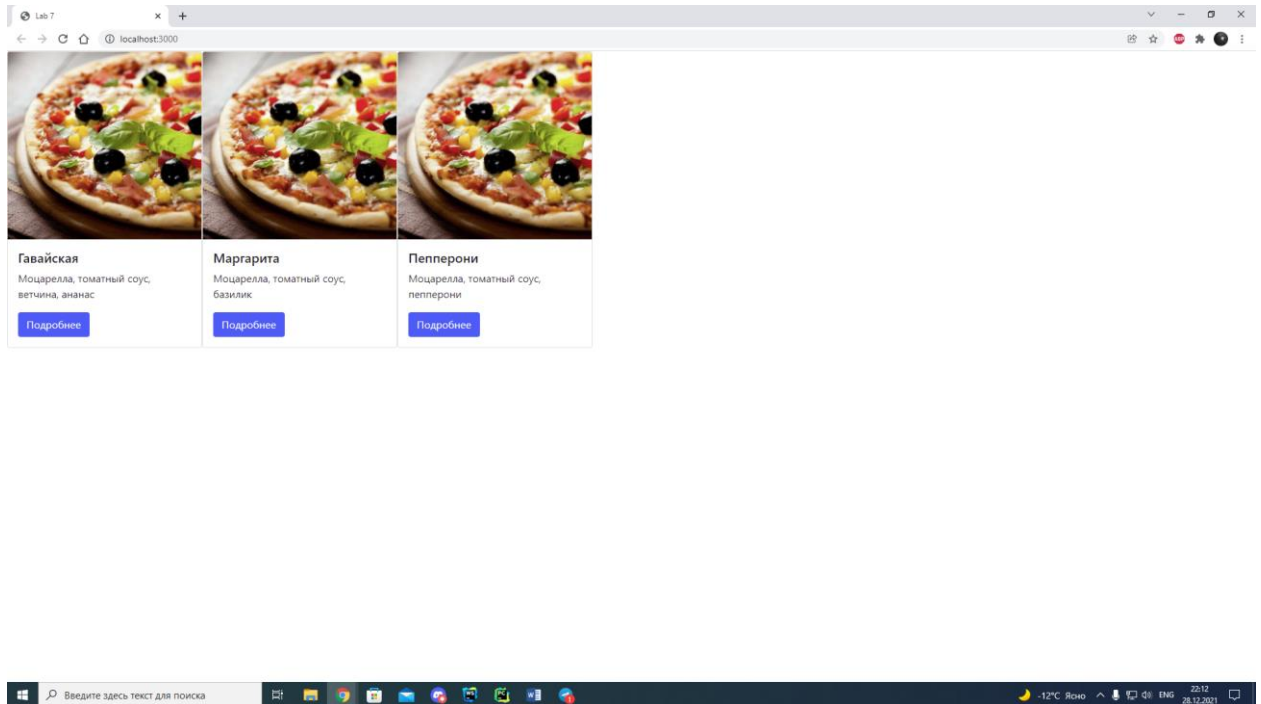 Lab 7
localhost:3000
ABP
Гавайская
Моцарелла, томатный соус,
ветчина, ананас
Подробнее
Маргарита
Моцарелла, томатный соус,
базилик
Подробнее
Пепперони
Моцарелла, томатный соус,
пепперони
Подробнее
Введите здесь текст для поиска
-12°C Ясно
ENG
22:12
28.12.2021